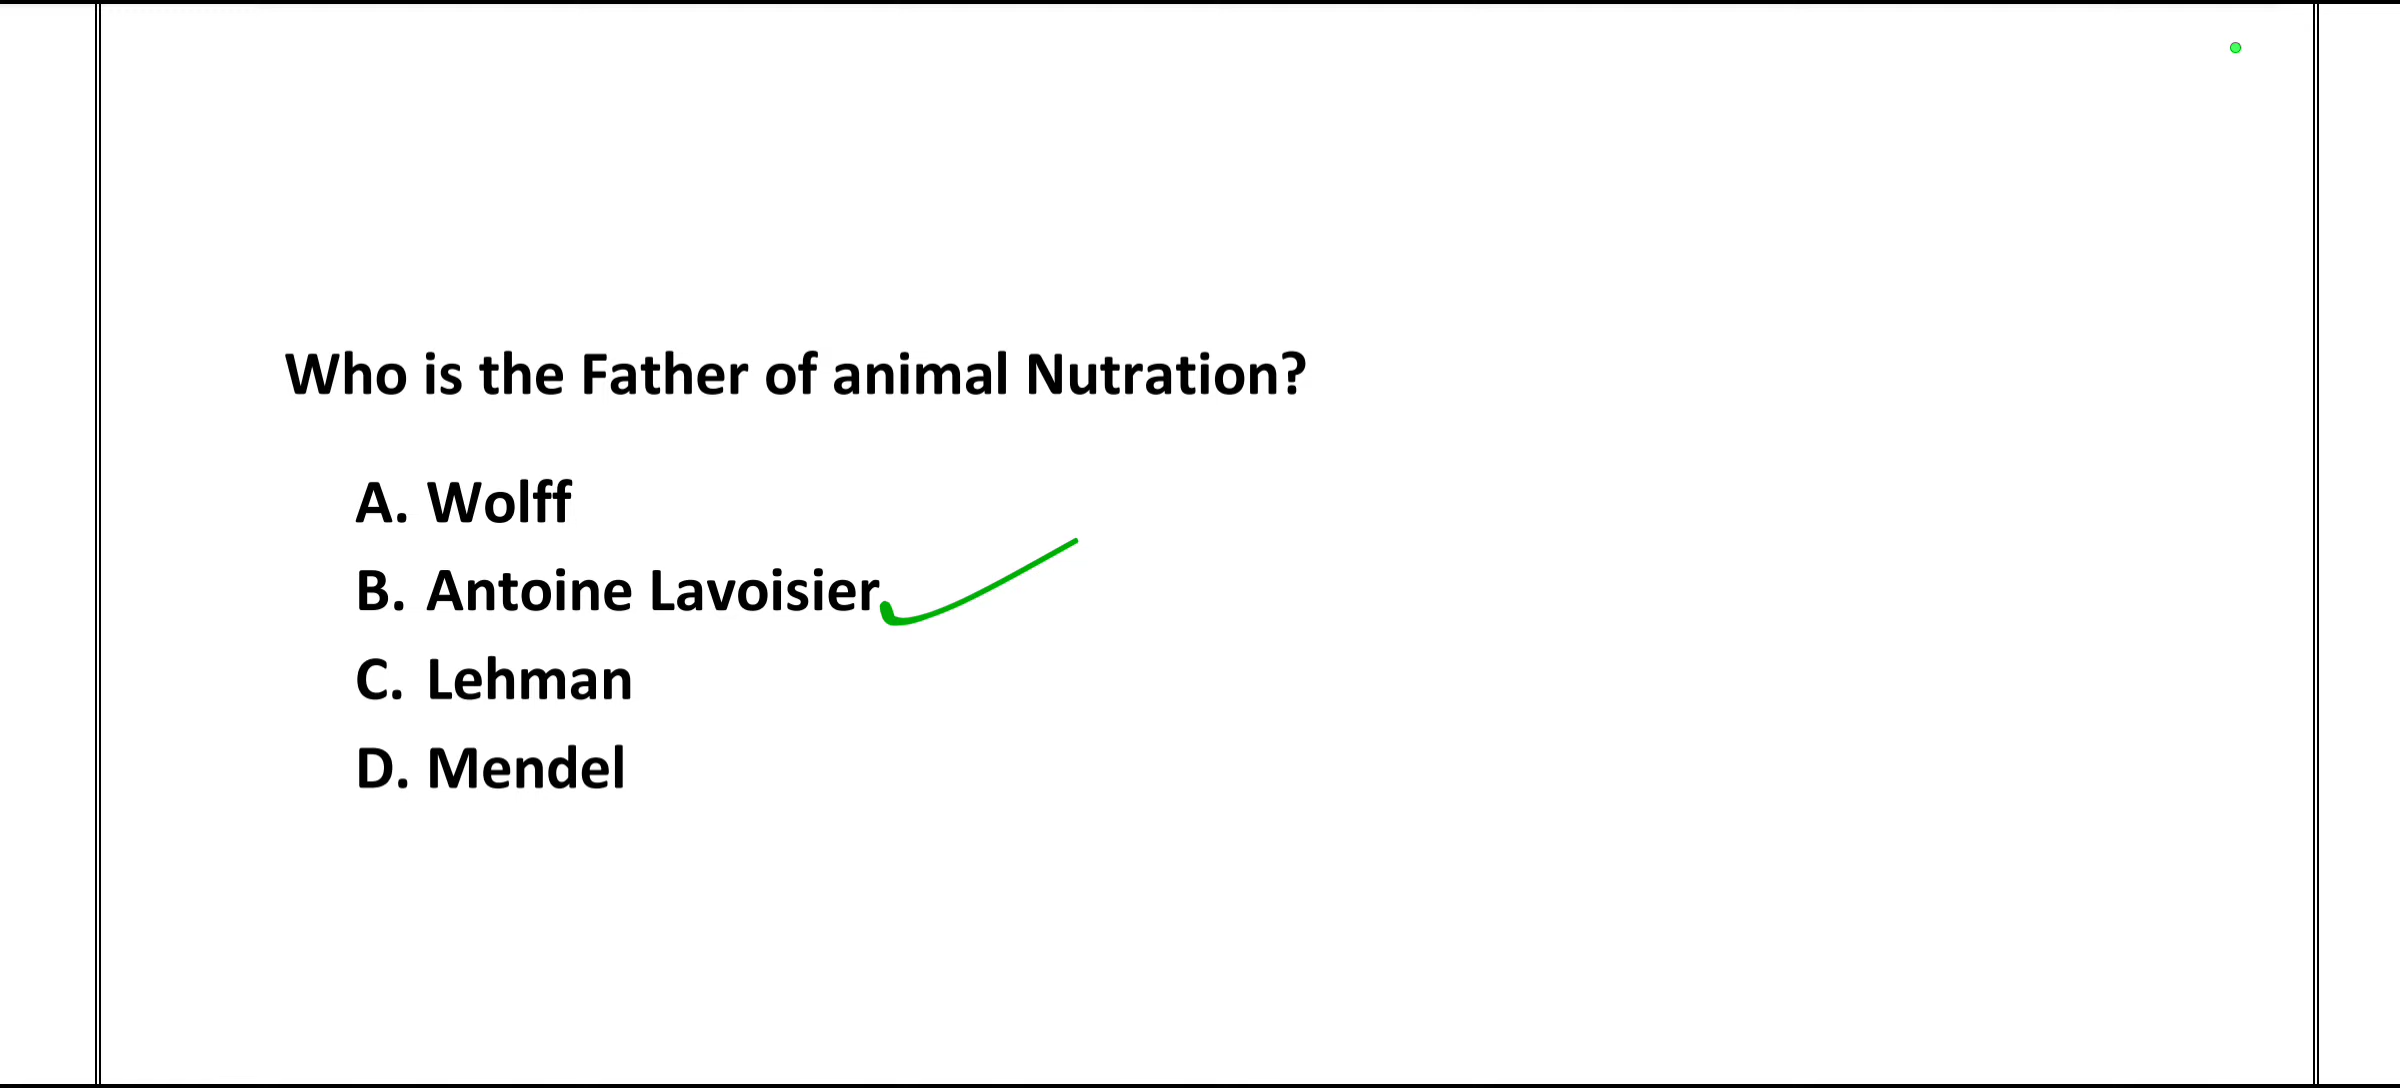 Who is the Father of animal Nutration?
A. Wolff
B. Antoine Lavoisier
C. Lehman
D. Mendel